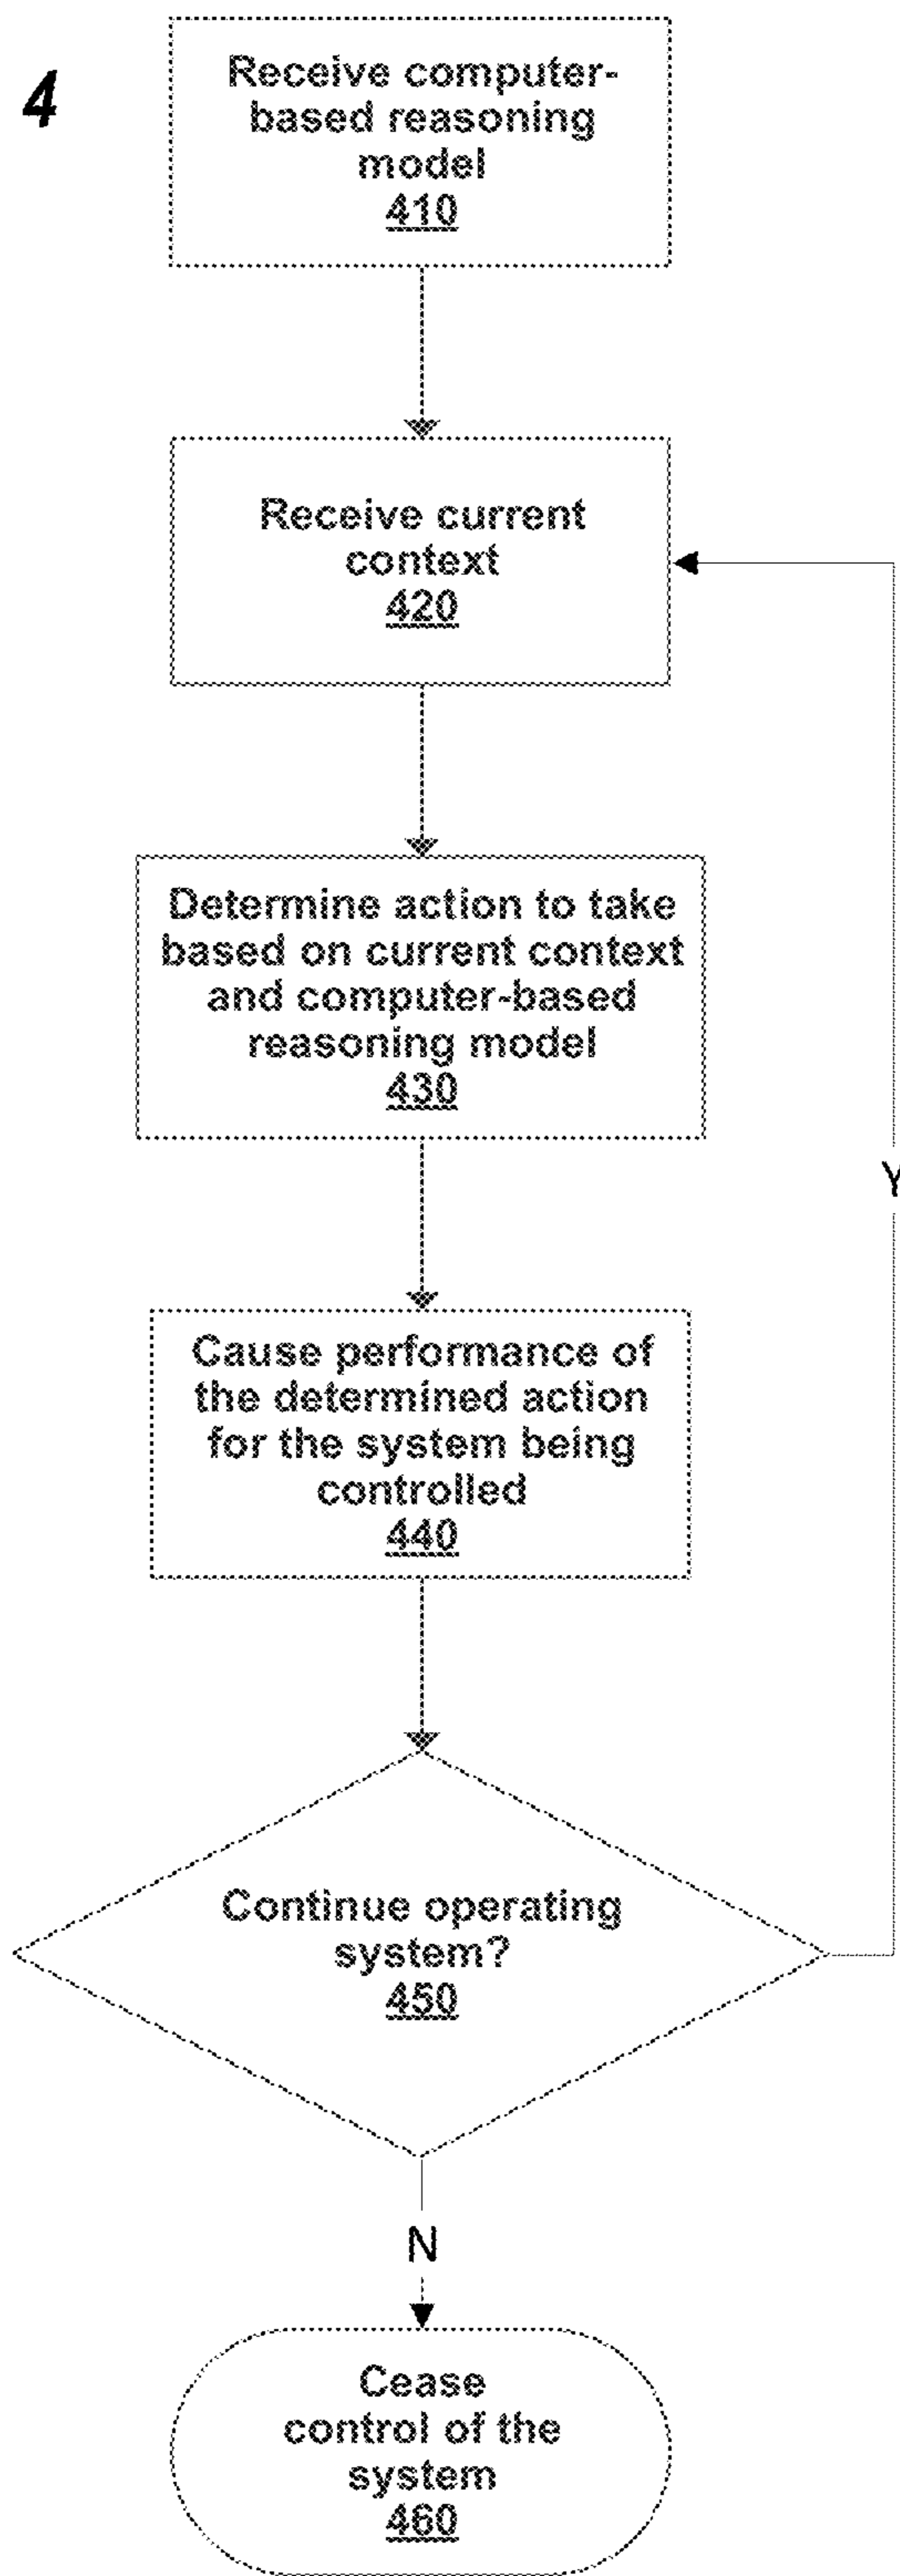 4
Receive computer-
based reasoning
model
410
Receive current
context
420
Determine action to take
based on current context
and computer-based
reasoning model
430
Cause performance of
the determined action
for the system being
controlled
440
Y
Continue operating
system?
450
N
Cease
control of the
system
460